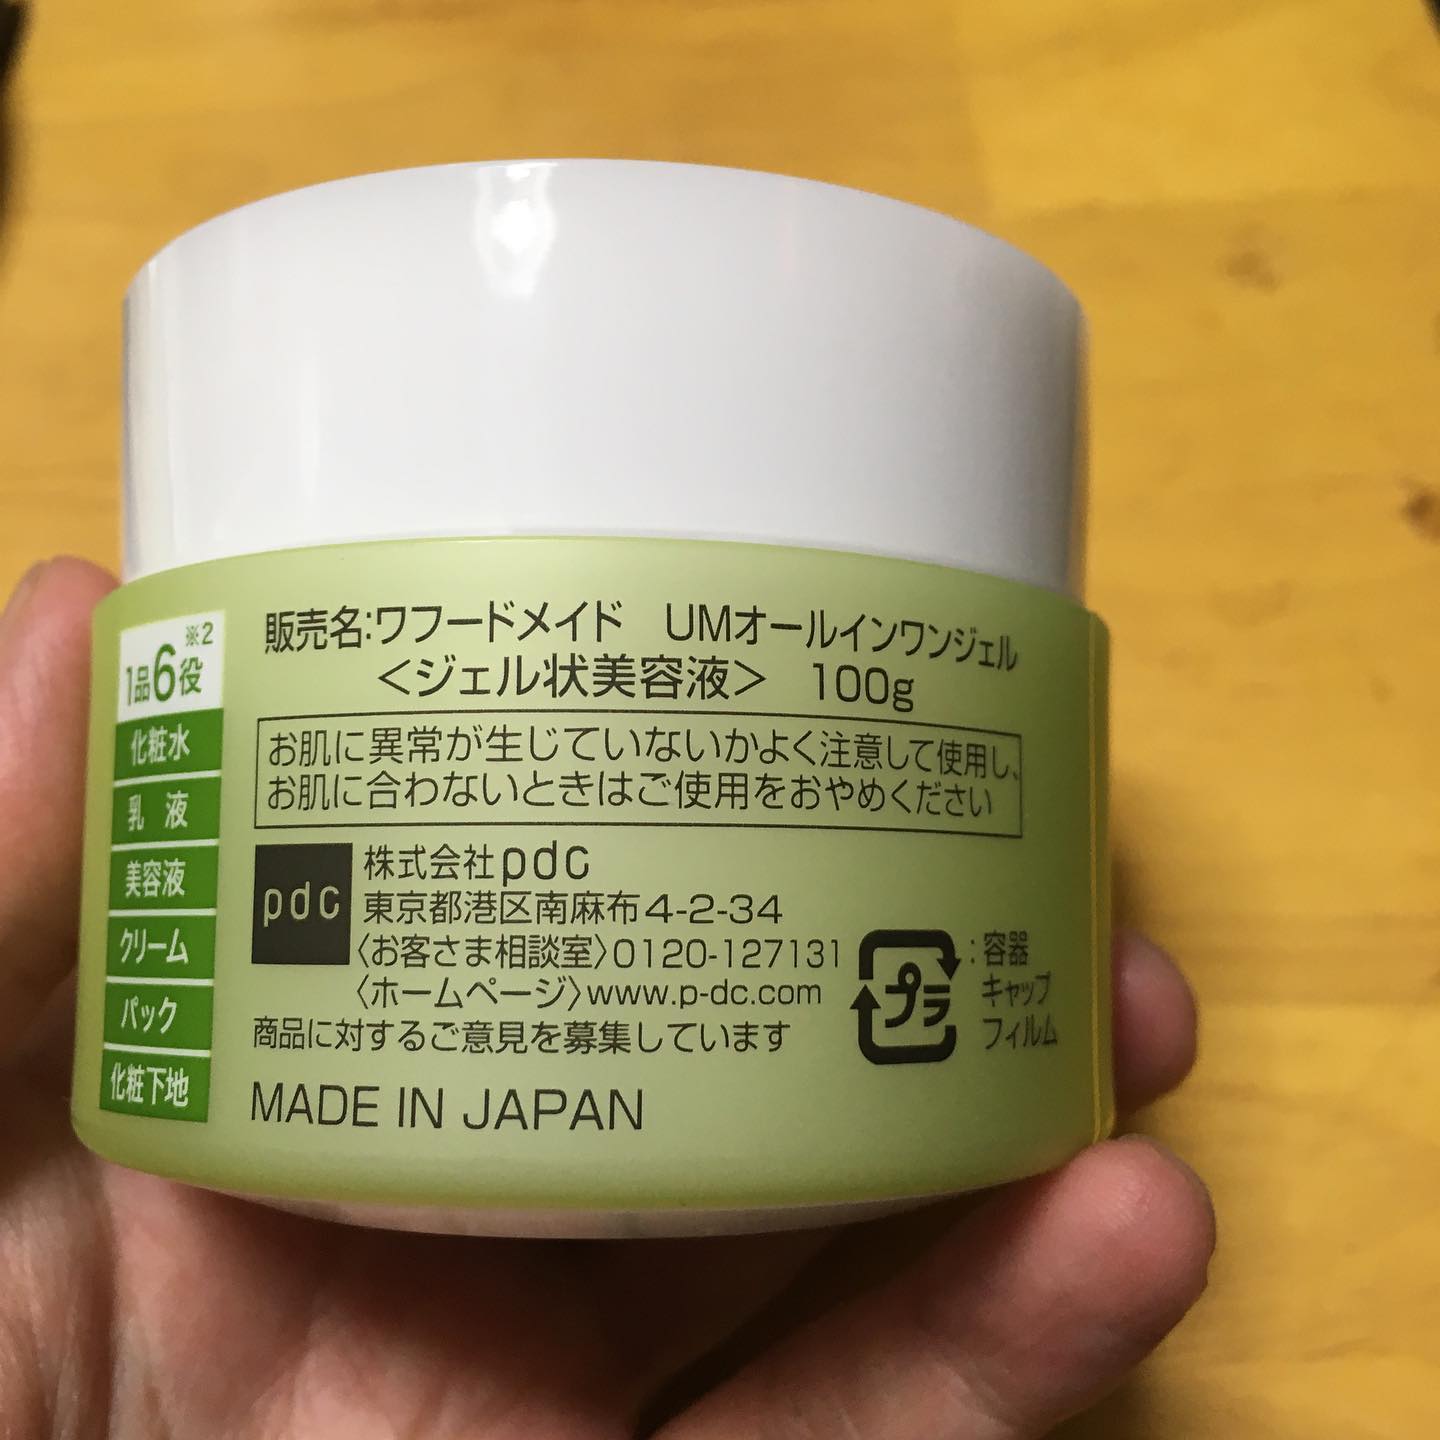 ※2
1品6役
化粧水
乳 液
美容液
クリーム
パック
化粧下地
販売名:ワフードメイド UMオールインワンジェル
<ジェル状美容液> 100g
お肌に異常が生じていないかよく注意して使用し、
お肌に合わないときはご使用をおやめください
pdc
株式会社pdc
東京都港区南麻布4-2-34
〈お客さま相談室〉0120-127131
〈ホームページ〉www.p-dc.com
商品に対するご意見を募集しています
プラ
:容器
キャップ
フィルム
MADE IN JAPAN